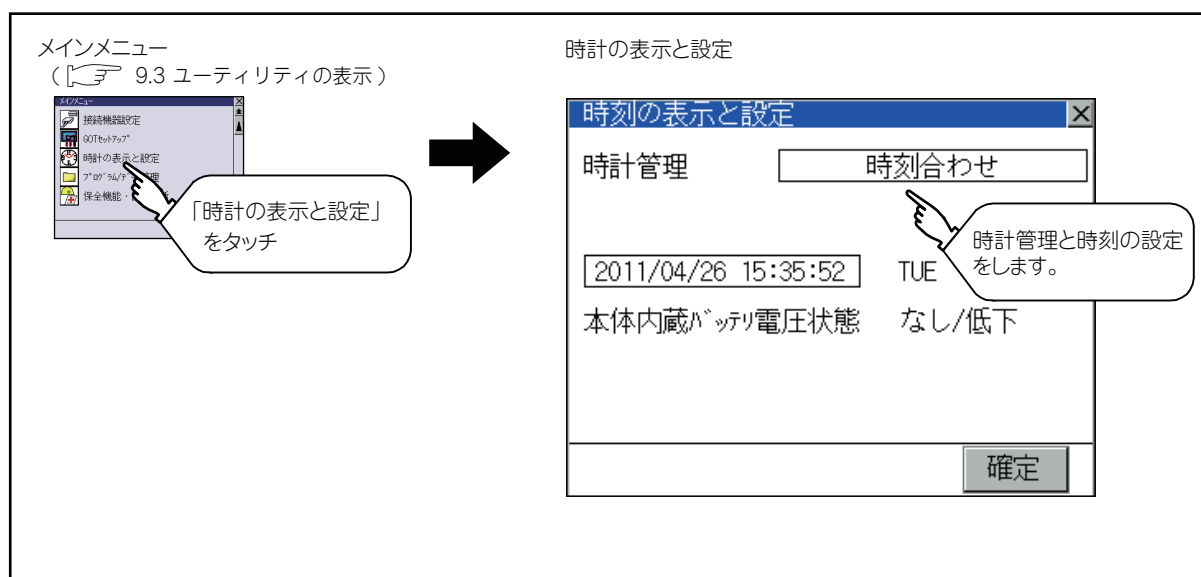 メインメニュー
( 9.3 ユーティリティの表示 )
メインメニュー
接続機器設定
GOTセットアップ
時計の表示と設定
「時計の表示と設定」
をタッチ
時計の表示と設定
時刻の表示と設定
時計管理 時刻合わせ
時計管理と時刻の設定
をします。
2011/04/26 15:35:52 TUE
本体内蔵バッテリ電圧状態 なし/低下
確定